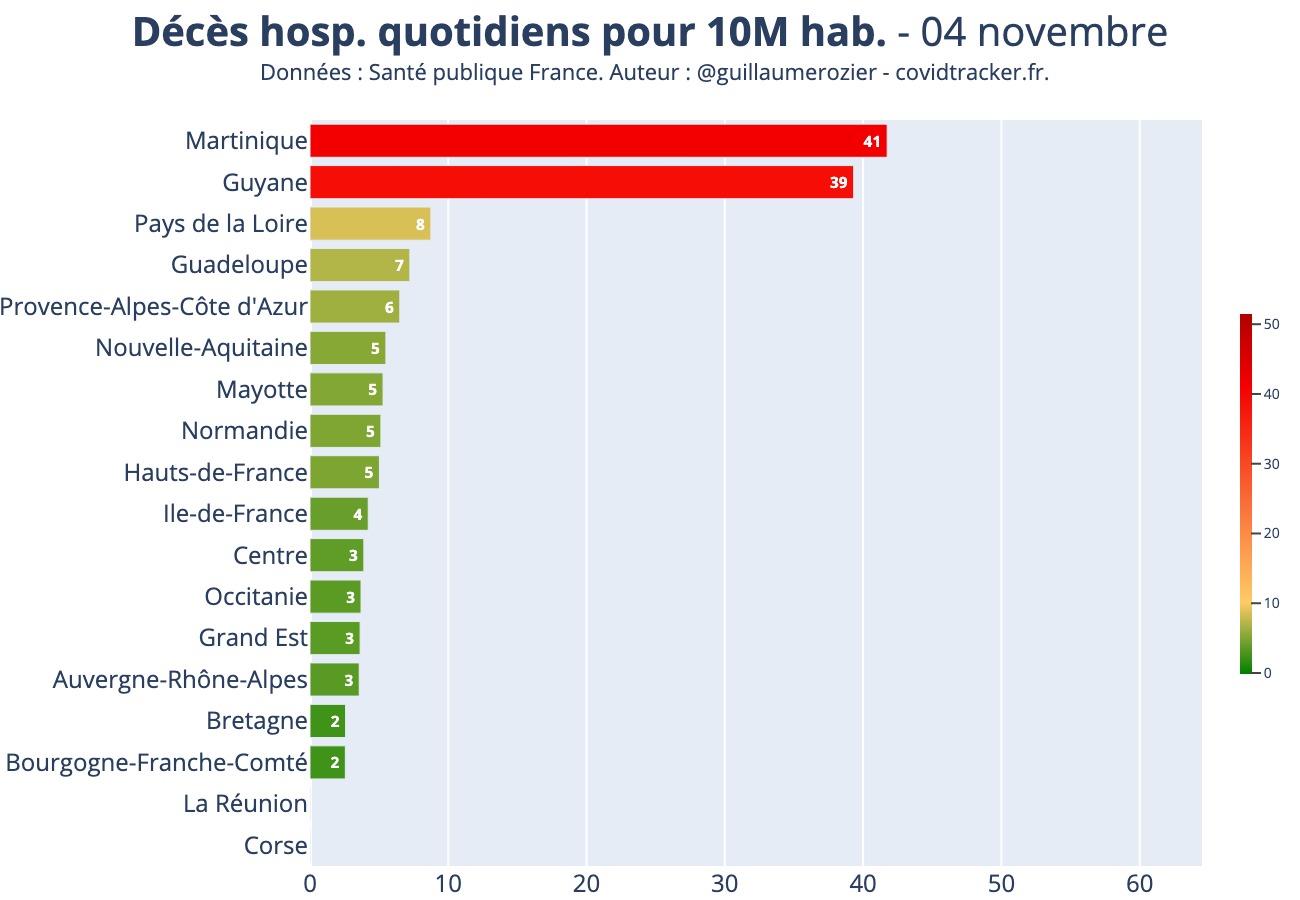 Décès hosp. quotidiens pour 10M hab. - 04 novembre
Données : Santé publique France. Auteur : @guillaumerozier - covidtracker.fr.
Martinique 41
Guyane 39
Pays de la Loire 8
Guadeloupe 7
Provence-Alpes-Côte d'Azur 6
Nouvelle-Aquitaine 5
Mayotte 5
Normandie 5
Hauts-de-France 5
Ile-de-France 4
Centre 3
Occitanie 3
Grand Est 3
Auvergne-Rhône-Alpes 3
Bretagne 2
Bourgogne-Franche-Comté 2
La Réunion
Corse
0 10 20 30 40 50 60
50
40
30
20
10
0